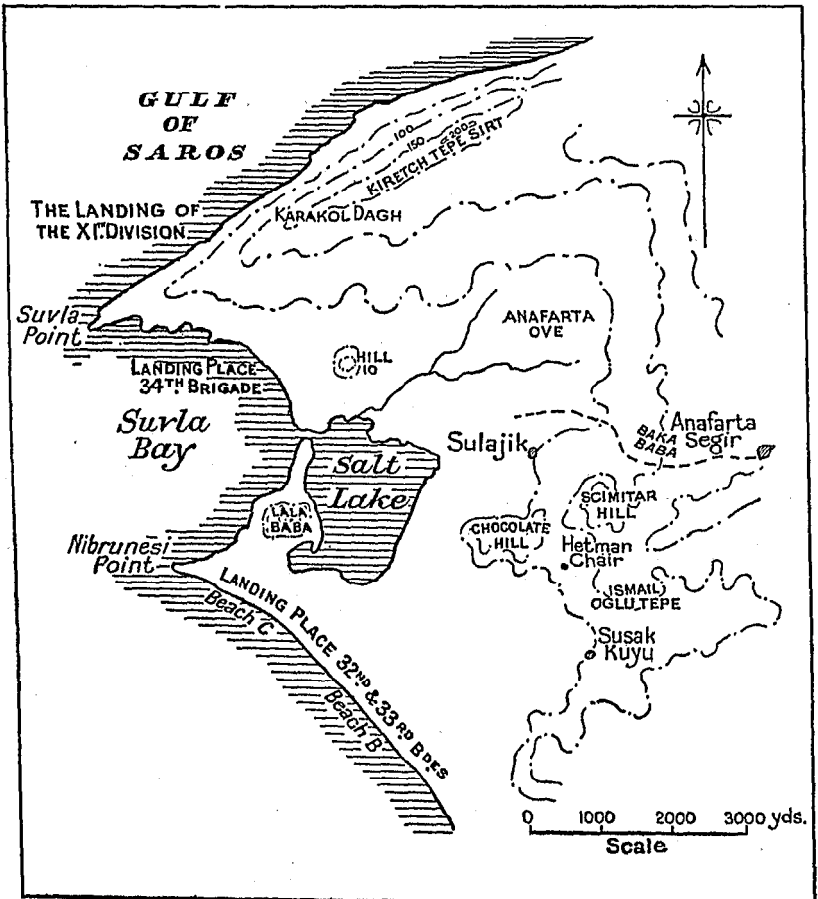 GULF
OF
SAROS
THE LANDING OF
THE XITH DIVISION
100
150
200
KIRETCH TEPE SIRT
KARAKOL DAGH
Suvla
Point
ANAFARTA
OVE
LANDING PLACE
34TH BRIGADE
HILL
10
Suvla
Bay
Sulajik
BAKA
BABA
Anafarta
Segir
Salt
Lake
LALA
BABA
SCIMITAR
HILL
CHOCOLATE
HILL
Nibrunesi
Point
Hetman
Chair
ISMAIL
OGLU TEPE
LANDING PLACE 32ND & 33RD BDES
Beach C
Beach B
Susak
Kuyu
0 1000 2000 3000 yds.
Scale